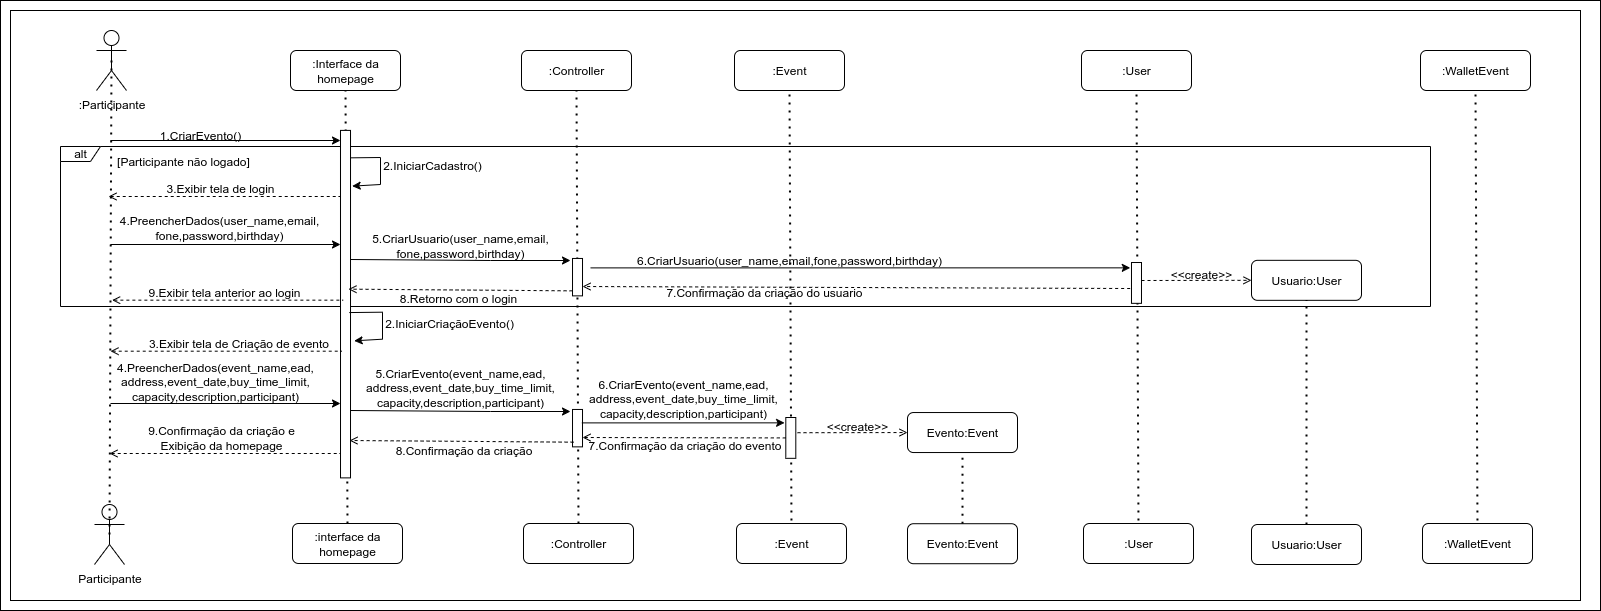 :Participante
:Interface da
homepage
:Controller
:Event
:User
:WalletEvent
1.CriarEvento()
alt
[Participante não logado]
2.IniciarCadastro()
3.Exibir tela de login
4.PreencherDados(user_name,email,
fone,password,birthday)
5.CriarUsuario(user_name,email,
fone,password,birthday)
6.CriarUsuario(user_name,email,fone,password,birthday)
<<create>>
Usuario:User
7.Confirmação da criação do usuario
8.Retorno com o login
9.Exibir tela anterior ao login
2.IniciarCriaçãoEvento()
3.Exibir tela de Criação de evento
4.PreencherDados(event_name,ead,
address,event_date,buy_time_limit,
capacity,description,participant)
5.CriarEvento(event_name,ead,
address,event_date,buy_time_limit,
capacity,description,participant)
6.CriarEvento(event_name,ead,
address,event_date,buy_time_limit,
capacity,description,participant)
<<create>>
Evento:Event
7.Confirmação da criação do evento
8.Confirmação da criação
9.Confirmação da criação e
Exibição da homepage
Participante
:interface da
homepage
:Controller
:Event
Evento:Event
:User
Usuario:User
:WalletEvent